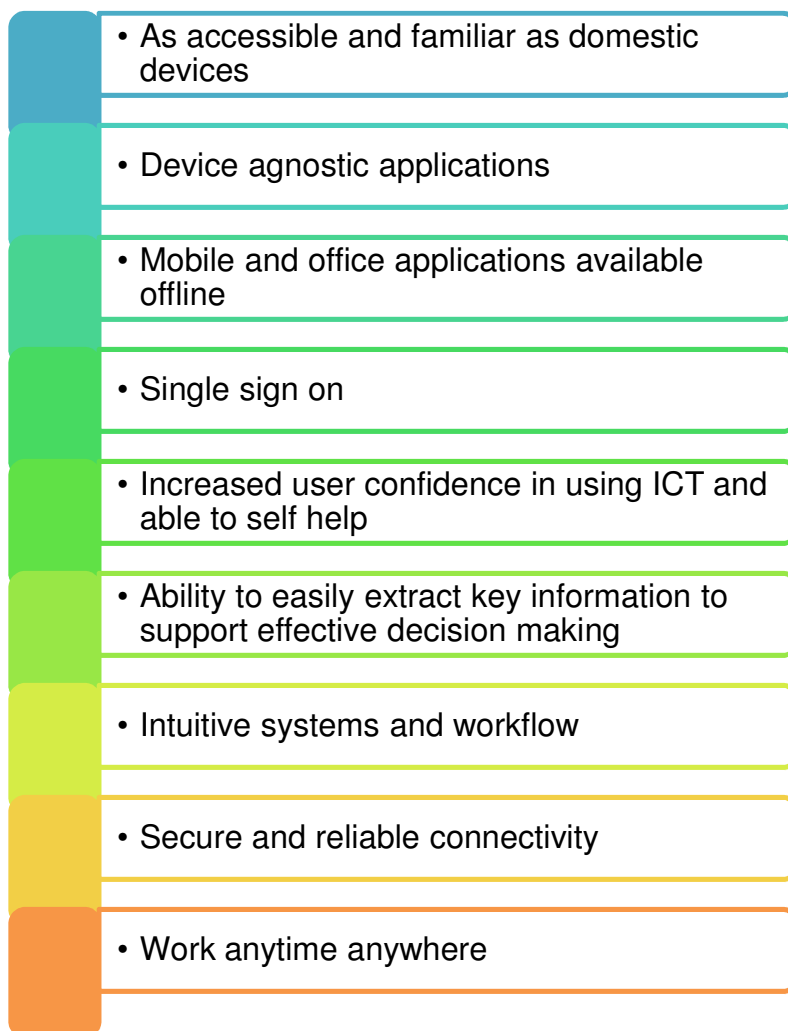 • As accessible and familiar as domestic
devices
• Device agnostic applications
• Mobile and office applications available
offline
• Single sign on
• Increased user confidence in using ICT and
able to self help
• Ability to easily extract key information to
support effective decision making
• Intuitive systems and workflow
• Secure and reliable connectivity
• Work anytime anywhere